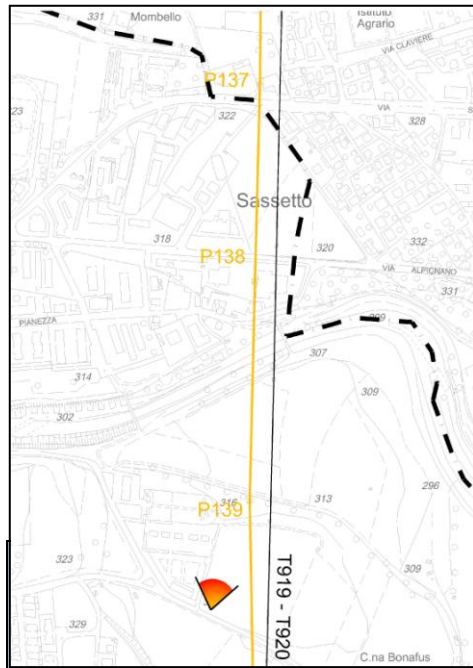 331
Mombello
Istituto
Agrario
VIA CLAVIERE
P137
323
322
VIA
328
Sassetto
318
320
332
P138
VIA ALPIGNANO
331
PIANEZZA
309
307
314
309
302
296
P139
316
313
T919 - T920
323
309
329
C.na Bonafus